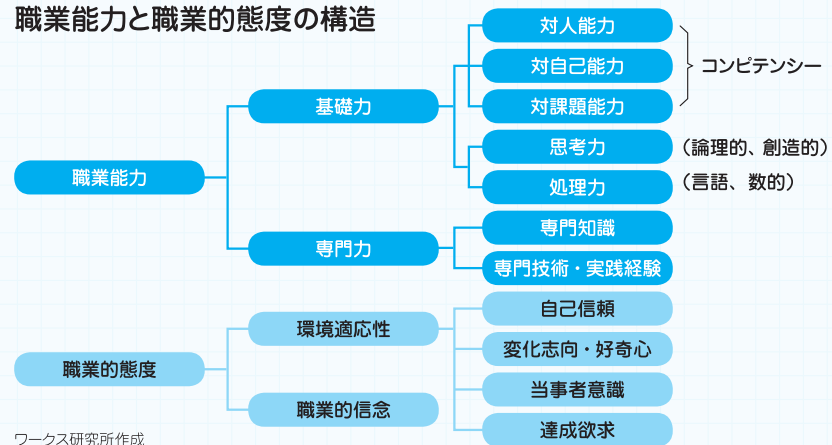 職業能力と職業的態度の構造
対人能力
対自己能力
コンピテンシー
基礎力
対課題能力
思考力
（論理的、創造的）
職業能力
処理力
（言語、数的）
専門知識
専門力
専門技術・実践経験
自己信頼
環境適応性
変化志向・好奇心
職業的態度
当事者意識
職業的信念
達成欲求
ワークス研究所作成